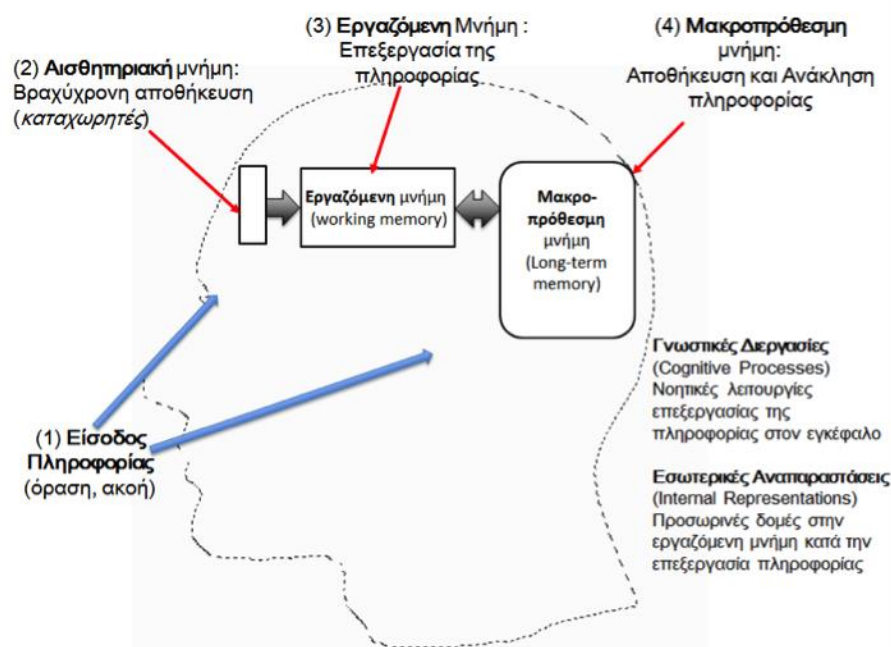 (2) Αισθητηριακή μνήμη:
Βραχύχρονη αποθήκευση
(καταχωρητές)
(3) Εργαζόμενη Μνήμη :
Επεξεργασία της
πληροφορίας
(4) Μακροπρόθεσμη
μνήμη:
Αποθήκευση και Ανάκληση
πληροφορίας
Εργαζόμενη μνήμη
(working memory)
Μακρο-
πρόθεσμη
μνήμη
(Long-term
memory)
(1) Είσοδος
Πληροφορίας
(όραση, ακοή)
Γνωστικές Διεργασίες
(Cognitive Processes)
Νοητικές λειτουργίες
επεξεργασίας της
πληροφορίας στον εγκέφαλο
Εσωτερικές Αναπαραστάσεις
(Internal Representations)
Προσωρινές δομές στην
εργαζόμενη μνήμη κατά την
επεξεργασία πληροφορίας